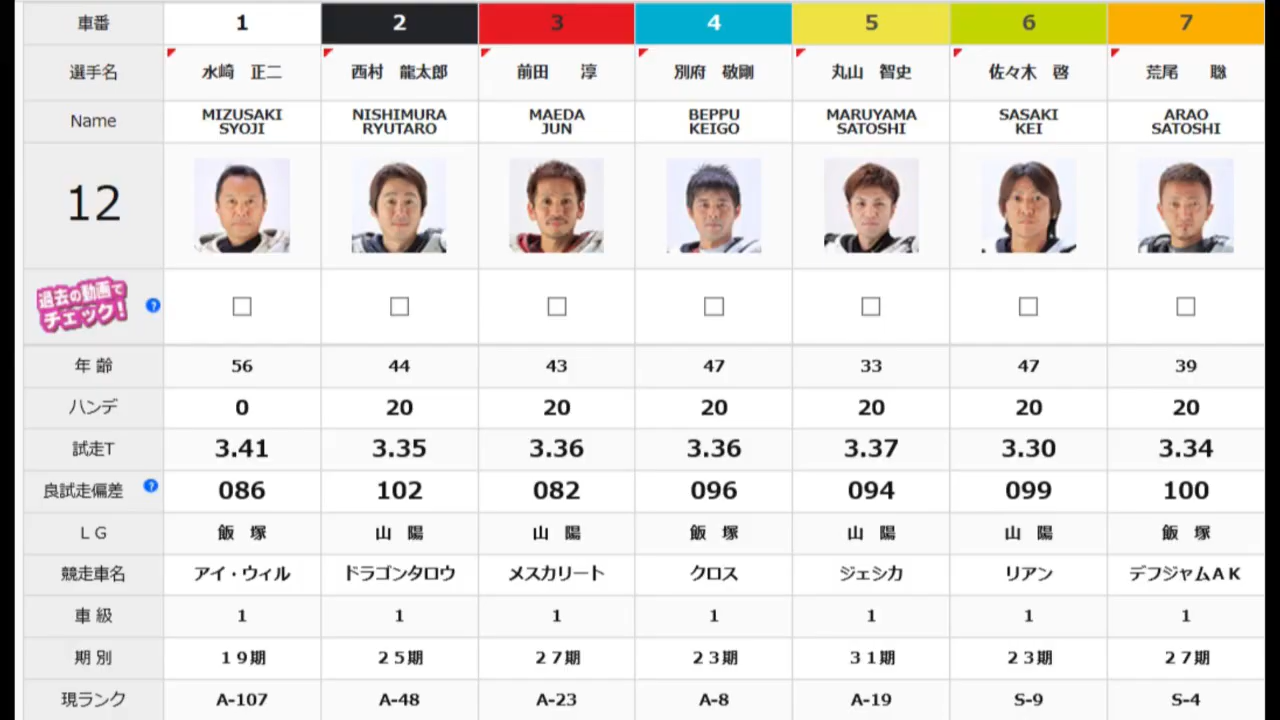 車番 1 2 3 4 5 6 7
選手名 水崎 正二 西村 龍太郎 前田 淳 別府 敬剛 丸山 智史 佐々木 啓 荒尾 聡
Name MIZUSAKI SYOJI NISHIMURA RYUTARO MAEDA JUN BEPPU KEIGO MARUYAMA SATOSHI SASAKI KEI ARAO SATOSHI
12
過去の動画で
チェック! ?
年齢 56 44 43 47 33 47 39
ハンデ 0 20 20 20 20 20 20
試走T 3.41 3.35 3.36 3.36 3.37 3.30 3.34
良試走偏差 ? 086 102 082 096 094 099 100
LG 飯塚 山陽 山陽 飯塚 山陽 山陽 飯塚
競走車名 アイ・ウィル ドラゴンタロウ メスカリート クロス ジェシカ リアン デフジャムAK
車級 1 1 1 1 1 1 1
期別 19期 25期 27期 23期 31期 23期 27期
現ランク A-107 A-48 A-23 A-8 A-19 S-9 S-4